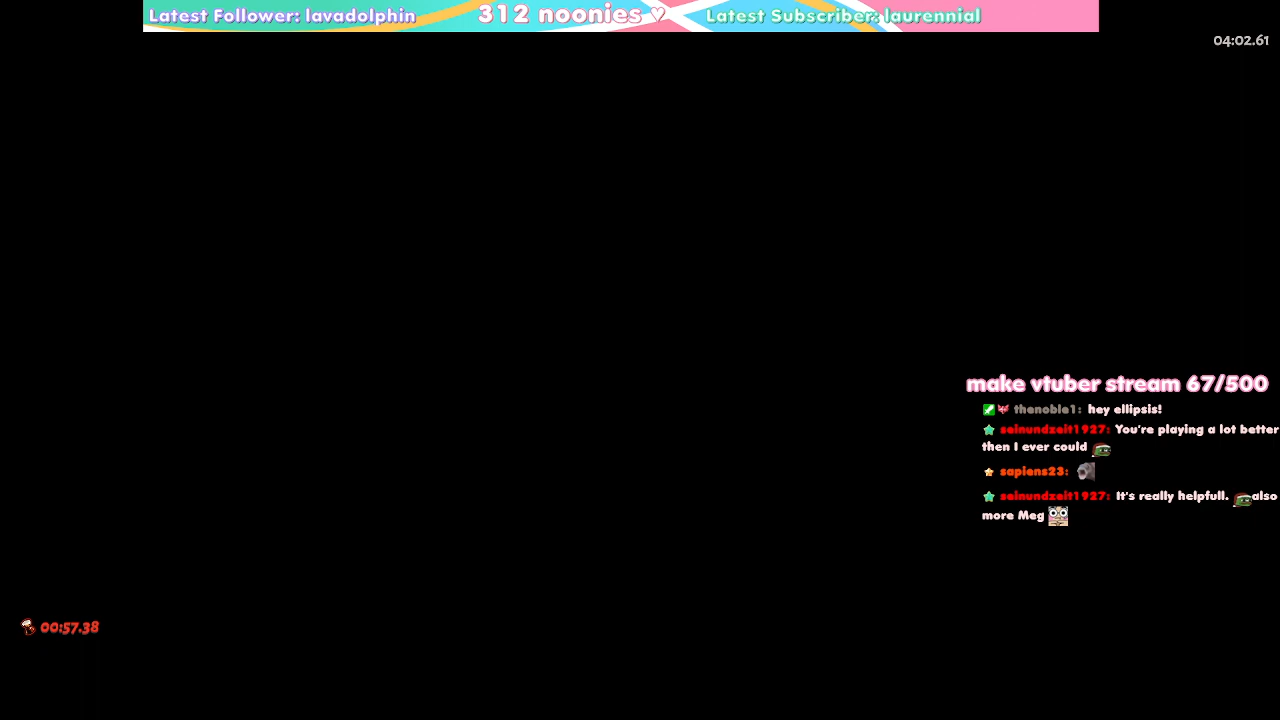 Latest Follower: lavadolphin
312 noonies ♥
Latest Subscriber: laurennial
04:02.61
make vtuber stream 67/500
thenoble1: hey ellipsis!
seinundzeit1927: You're playing a lot better
then I ever could
sapiens23:
seinundzeit1927: It's really helpfull. also
more Meg
00:57.38